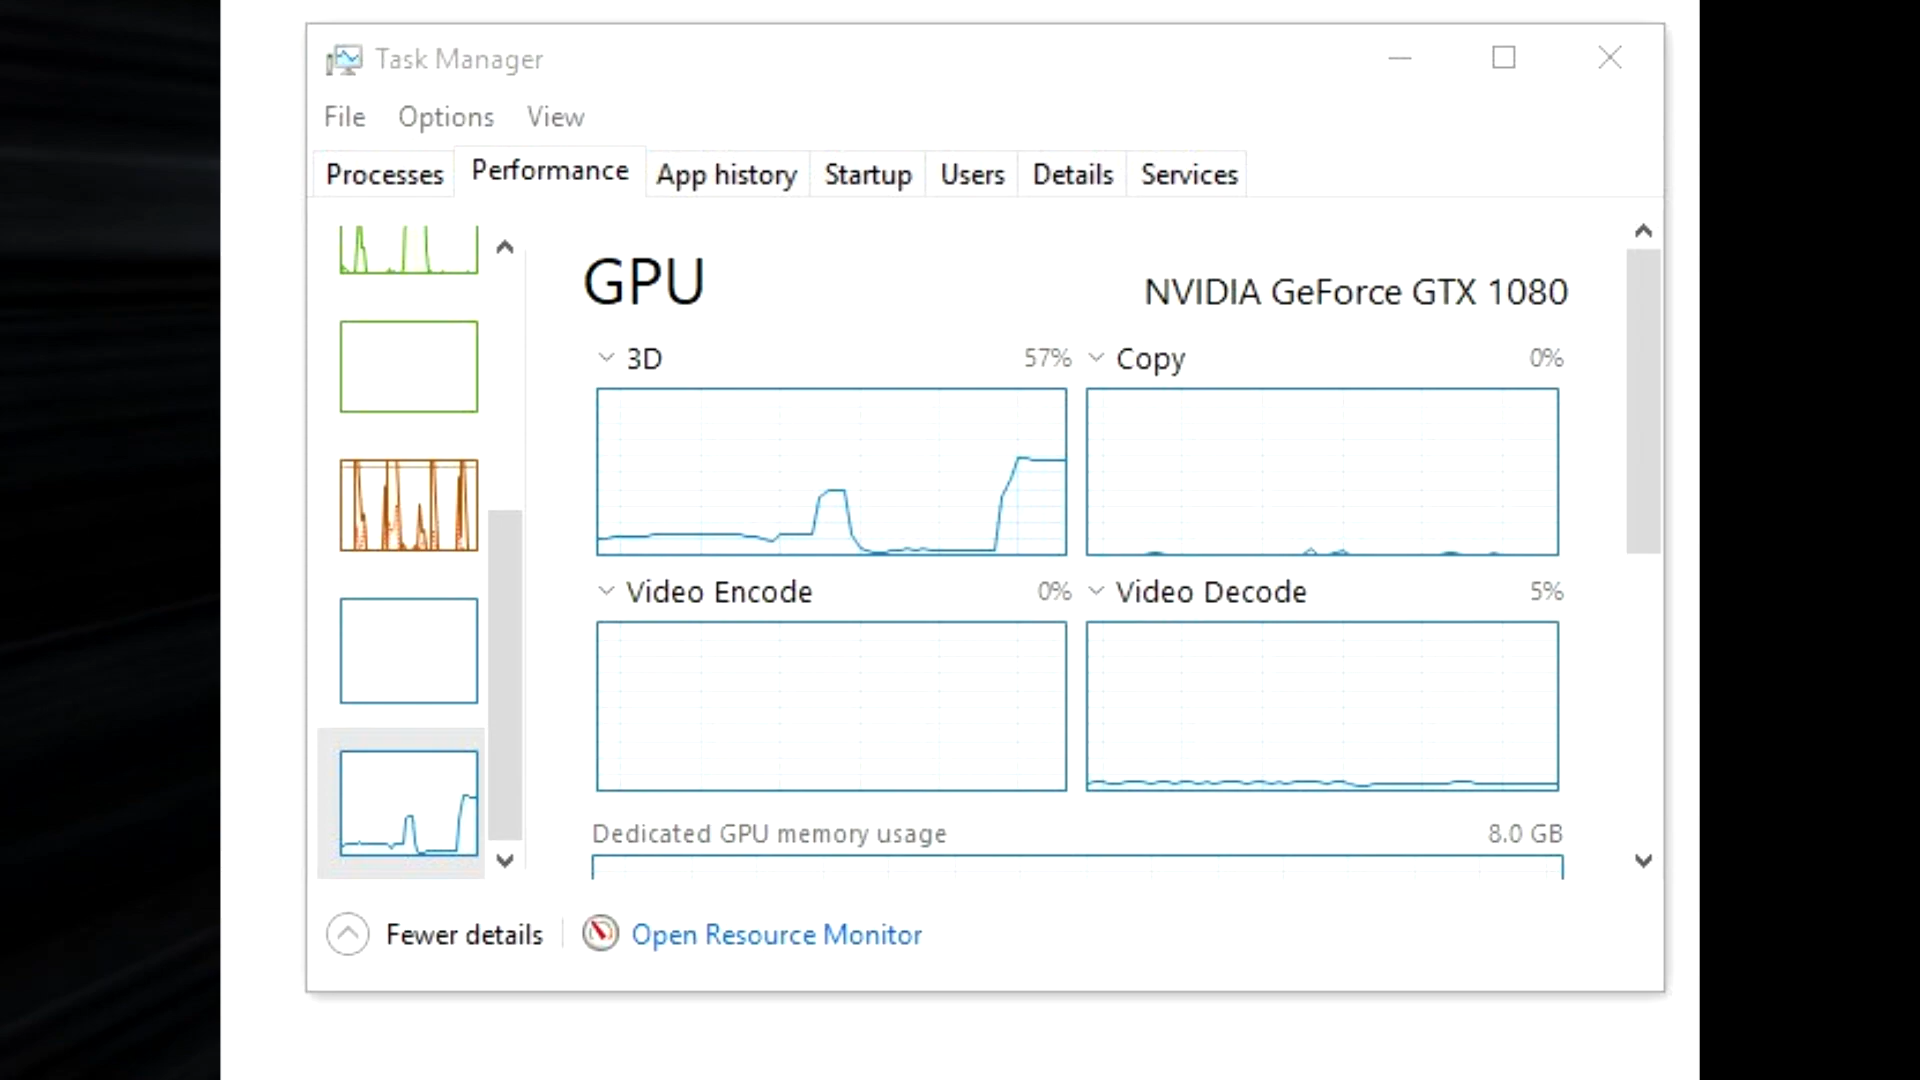 Task Manager
File Options View
Processes Performance App history Startup Users Details Services
GPU NVIDIA GeForce GTX 1080
3D 57% Copy 0%
Video Encode 0% Video Decode 5%
Dedicated GPU memory usage 8.0 GB
Fewer details Open Resource Monitor